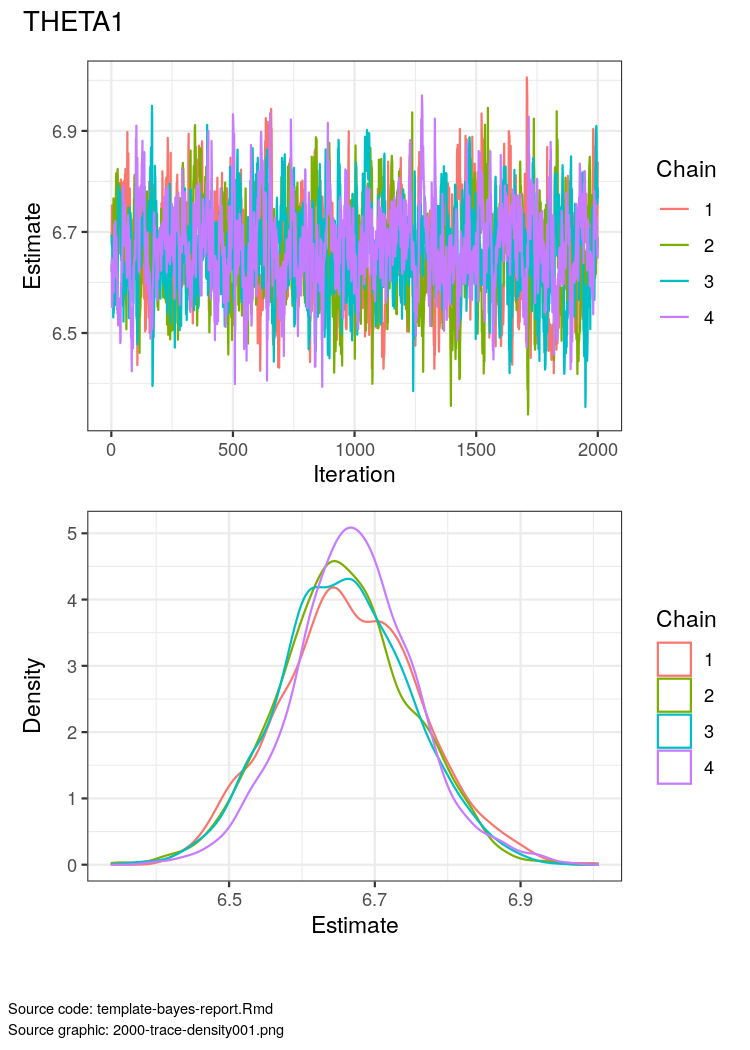 THETA1
6.9
6.7
6.5
Estimate
0 500 1000 1500 2000
Iteration
Chain
1
2
3
4
5
4
3
2
1
0
Density
6.5 6.7 6.9
Estimate
Chain
1
2
3
4
Source code: template-bayes-report.Rmd
Source graphic: 2000-trace-density001.png